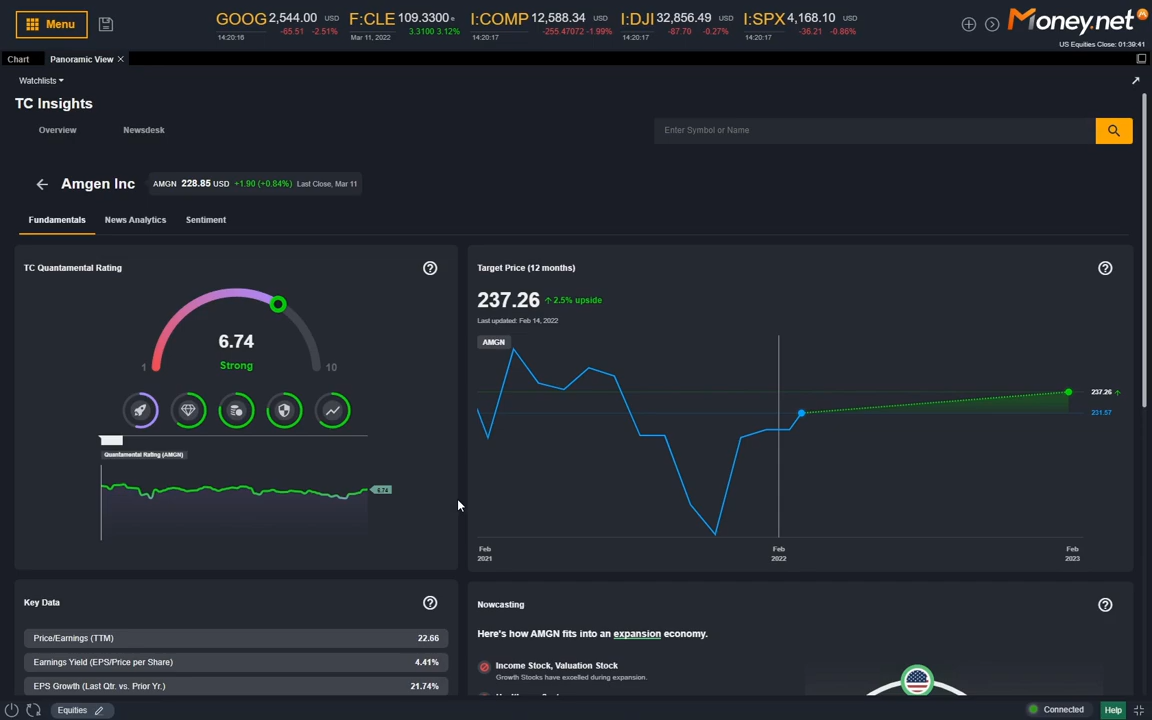 Menu
GOOG 2,544.00 USD
14:20:16 -65.51 -2.51%
F:CLE 109.3300 e
Mar 11, 2022 3.3100 3.12%
I:COMP 12,588.34 USD
14:20:17 -255.47072 -1.99%
I:DJI 32,856.49 USD
14:20:17 -87.70 -0.27%
I:SPX 4,168.10 USD
14:20:17 -36.21 -0.86%
Money.net
US Equities Close: 01:39:41
Chart Panoramic View
Watchlists
TC Insights
Overview Newsdesk
Enter Symbol or Name
Amgen Inc AMGN 228.85 USD +1.90 (+0.84%) Last Close, Mar 11
Fundamentals News Analytics Sentiment
TC Quantamental Rating
6.74
Strong
1 10
Quantamental Rating (AMGN)
6.74
Target Price (12 months)
237.26 ↑ 2.5% upside
Last updated: Feb 14, 2022
AMGN
237.26 ↑
231.57
Feb 2021
Feb 2022
Feb 2023
Key Data
Price/Earnings (TTM) 22.66
Earnings Yield (EPS/Price per Share) 4.41%
EPS Growth (Last Qtr. vs. Prior Yr.) 21.74%
Nowcasting
Here's how AMGN fits into an expansion economy.
Income Stock, Valuation Stock
Growth Stocks have excelled during expansion.
Equities
Connected
Help